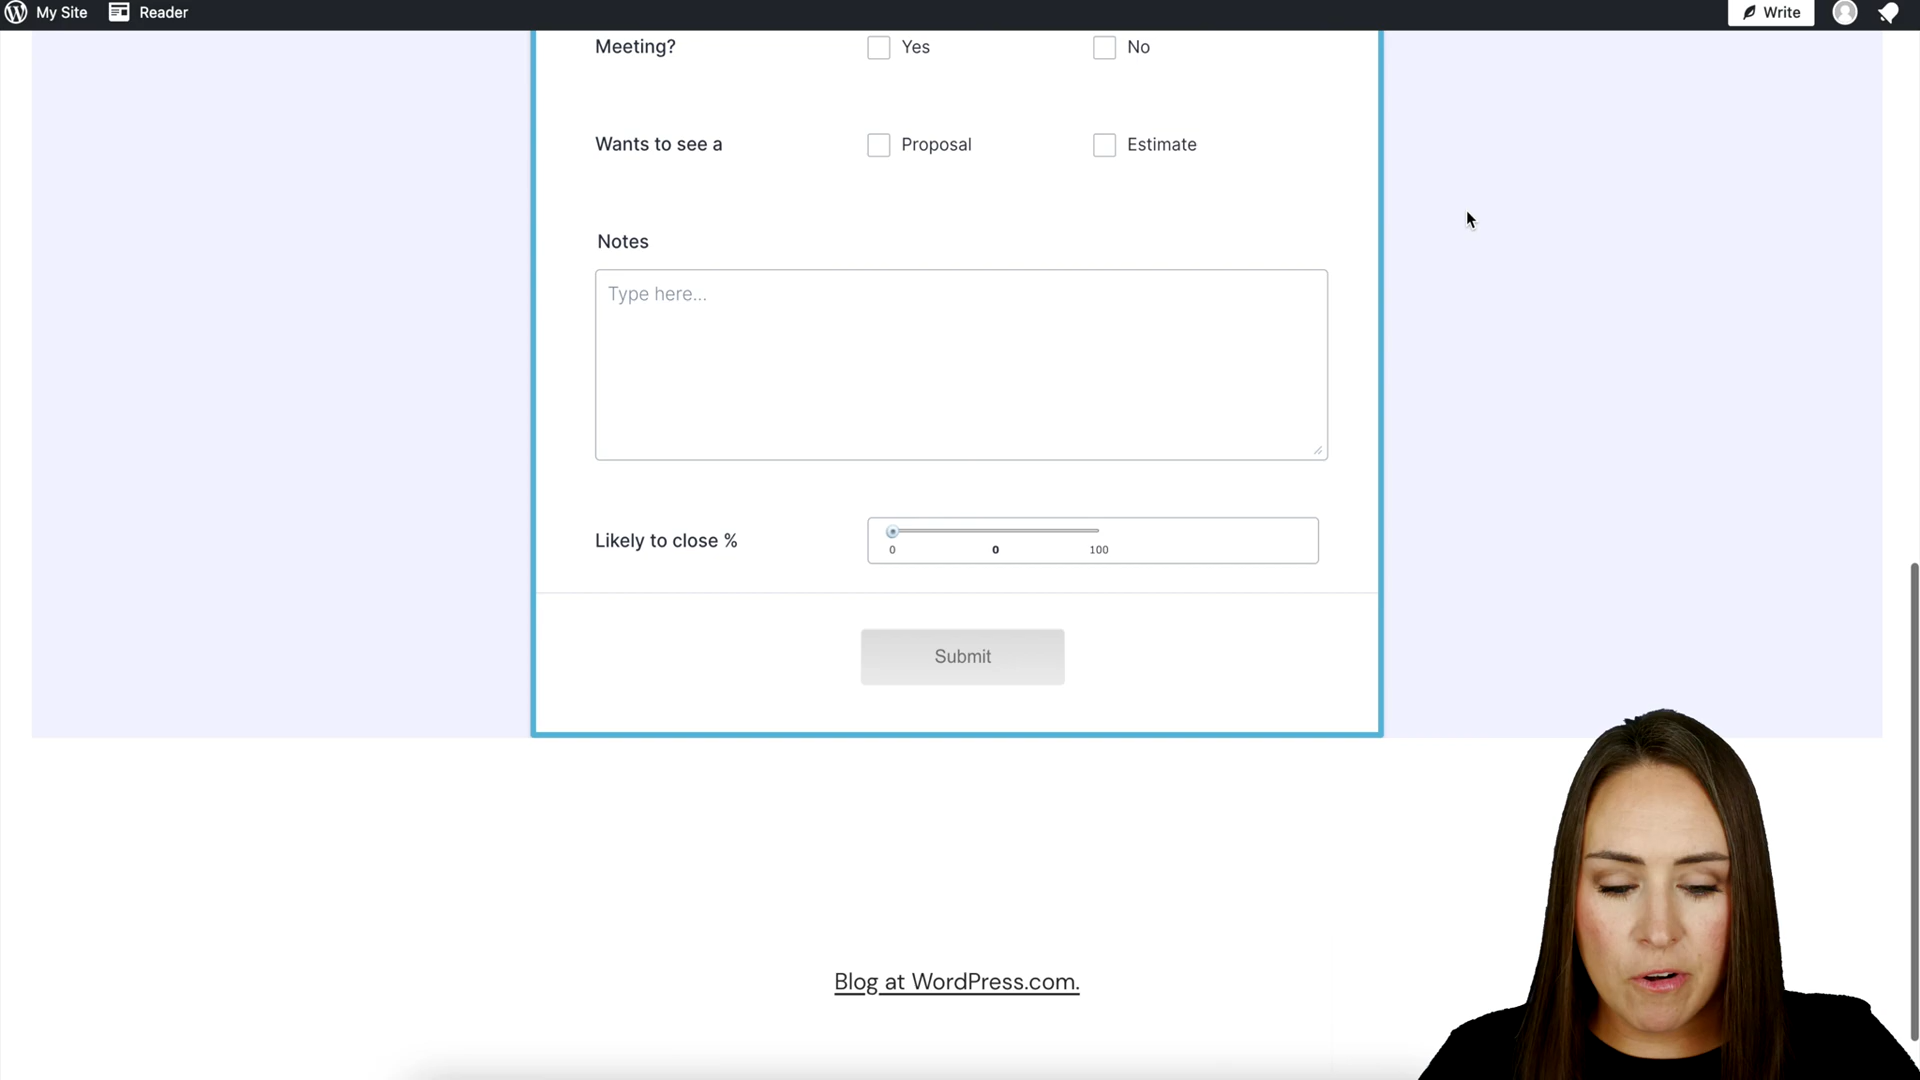 My Site Reader Write
Meeting? Yes No
Wants to see a Proposal Estimate
Notes
Type here...
Likely to close %
0 0 100
Submit
Blog at WordPress.com.